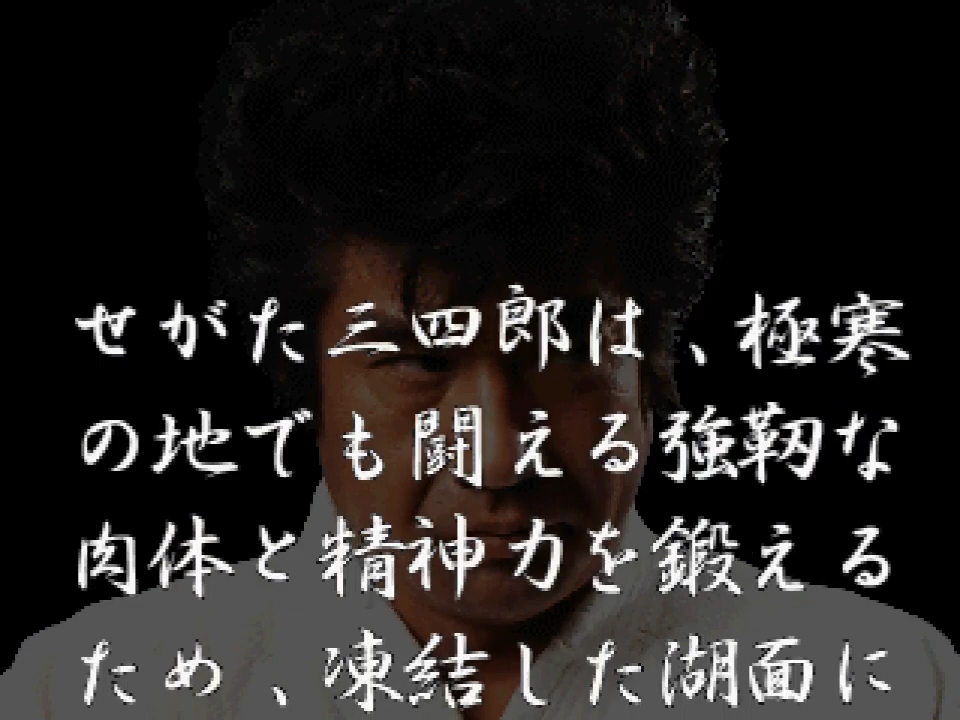 せがた三四郎は、極寒
の地でも闘える強靱な
肉体と精神力を鍛える
ため、凍結した湖面に